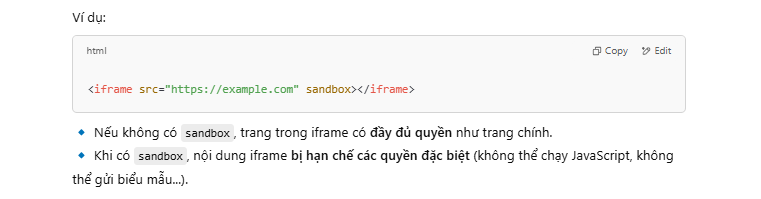 Ví dụ:
html Copy Edit
<iframe src="https://example.com" sandbox></iframe>
Nếu không có sandbox, trang trong iframe có đầy đủ quyền như trang chính.
Khi có sandbox, nội dung iframe bị hạn chế các quyền đặc biệt (không thể chạy JavaScript, không
thể gửi biểu mẫu...).